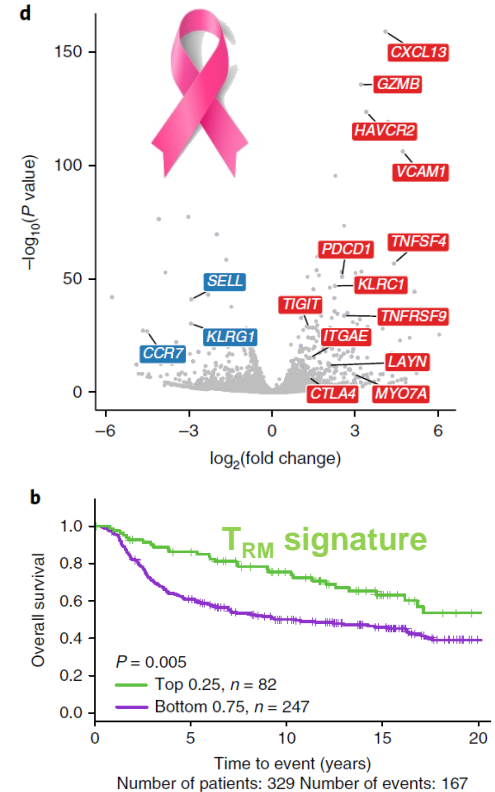 d
−log10(P value)
150
100
50
0
CXCL13
GZMB
HAVCR2
VCAM1
TNFSF4
PDCD1
KLRC1
SELL
TIGIT
TNFRSF9
KLRG1
ITGAE
CCR7
LAYN
CTLA4
MYO7A
−6 −3 0 3 6
log2(fold change)
b
TRM signature
Overall survival
1.0
0.8
0.6
0.4
0.2
0.0
P = 0.005
Top 0.25, n = 82
Bottom 0.75, n = 247
0 5 10 15 20
Time to event (years)
Number of patients: 329 Number of events: 167